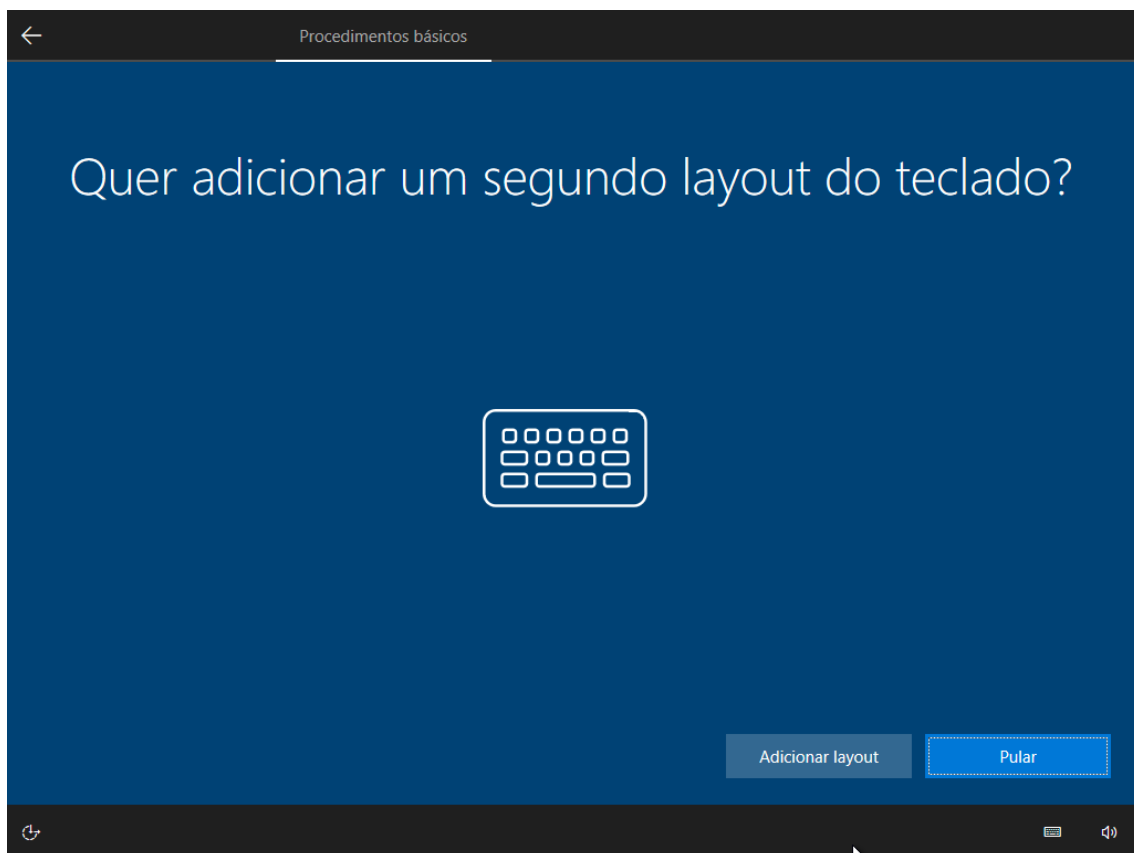 Procedimentos básicos
Quer adicionar um segundo layout do teclado?
Adicionar layout
Pular